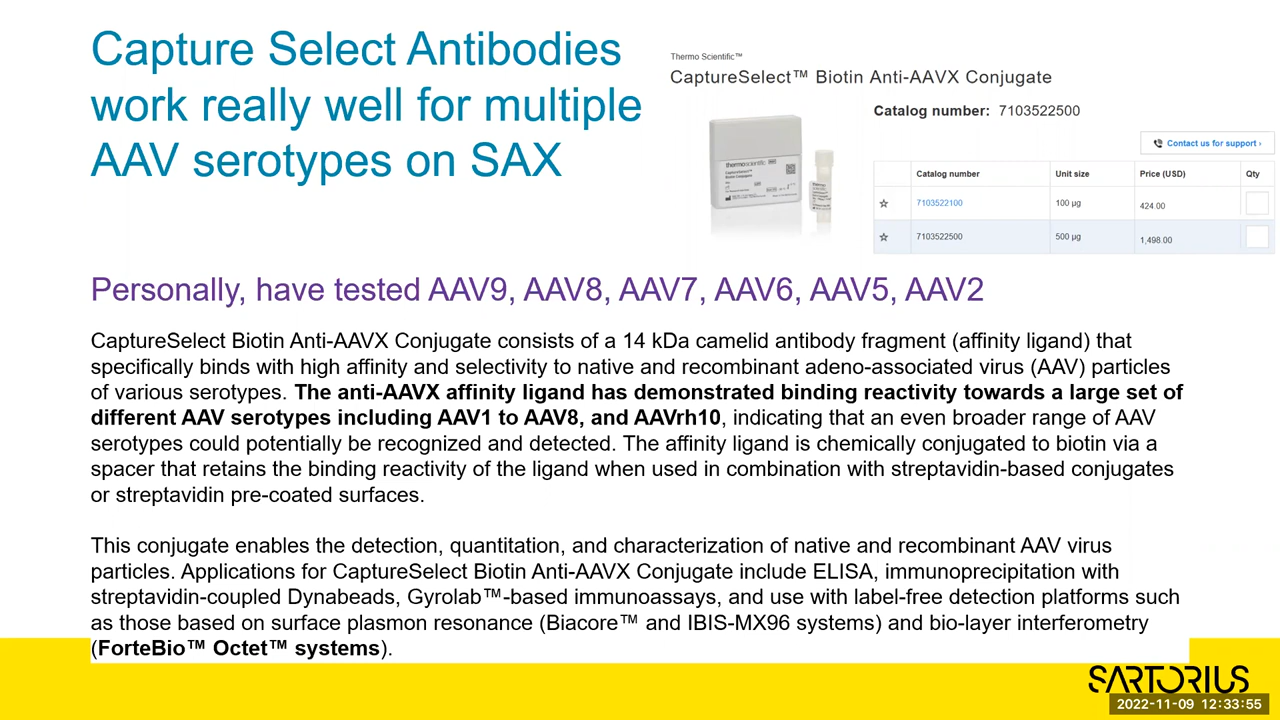 Capture Select Antibodies
work really well for multiple
AAV serotypes on SAX
Thermo Scientific™
CaptureSelect™ Biotin Anti-AAVX Conjugate
Catalog number: 7103522500
Contact us for support ›
Catalog number Unit size Price (USD) Qty
7103522100 100 µg 424.00
7103522500 500 µg 1,498.00
thermoscientific
Personally, have tested AAV9, AAV8, AAV7, AAV6, AAV5, AAV2
CaptureSelect Biotin Anti-AAVX Conjugate consists of a 14 kDa camelid antibody fragment (affinity ligand) that
specifically binds with high affinity and selectivity to native and recombinant adeno-associated virus (AAV) particles
of various serotypes. The anti-AAVX affinity ligand has demonstrated binding reactivity towards a large set of
different AAV serotypes including AAV1 to AAV8, and AAVrh10, indicating that an even broader range of AAV
serotypes could potentially be recognized and detected. The affinity ligand is chemically conjugated to biotin via a
spacer that retains the binding reactivity of the ligand when used in combination with streptavidin-based conjugates
or streptavidin pre-coated surfaces.
This conjugate enables the detection, quantitation, and characterization of native and recombinant AAV virus
particles. Applications for CaptureSelect Biotin Anti-AAVX Conjugate include ELISA, immunoprecipitation with
streptavidin-coupled Dynabeads, Gyrolab™-based immunoassays, and use with label-free detection platforms such
as those based on surface plasmon resonance (Biacore™ and IBIS-MX96 systems) and bio-layer interferometry
(ForteBio™ Octet™ systems).
SARTORIUS
2022-11-09 12:33:55